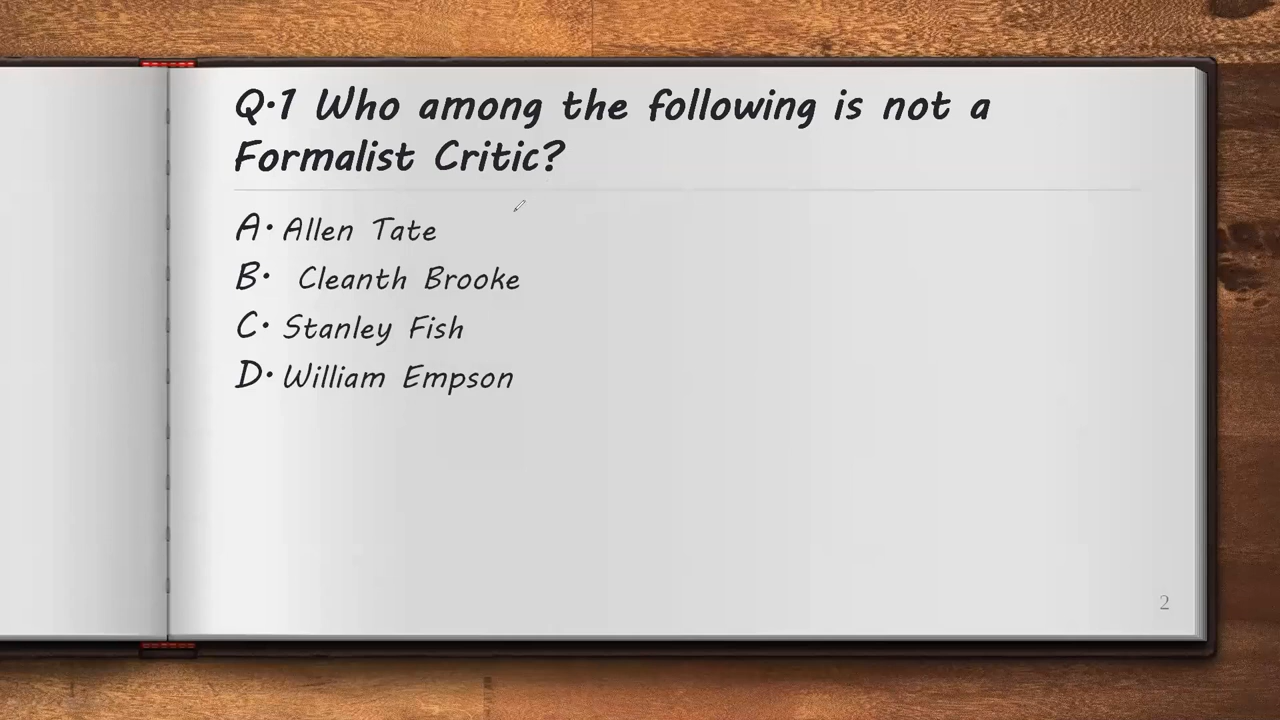 Q.1 Who among the following is not a
Formalist Critic?
A. Allen Tate
B. Cleanth Brooke
C. Stanley Fish
D. William Empson
2